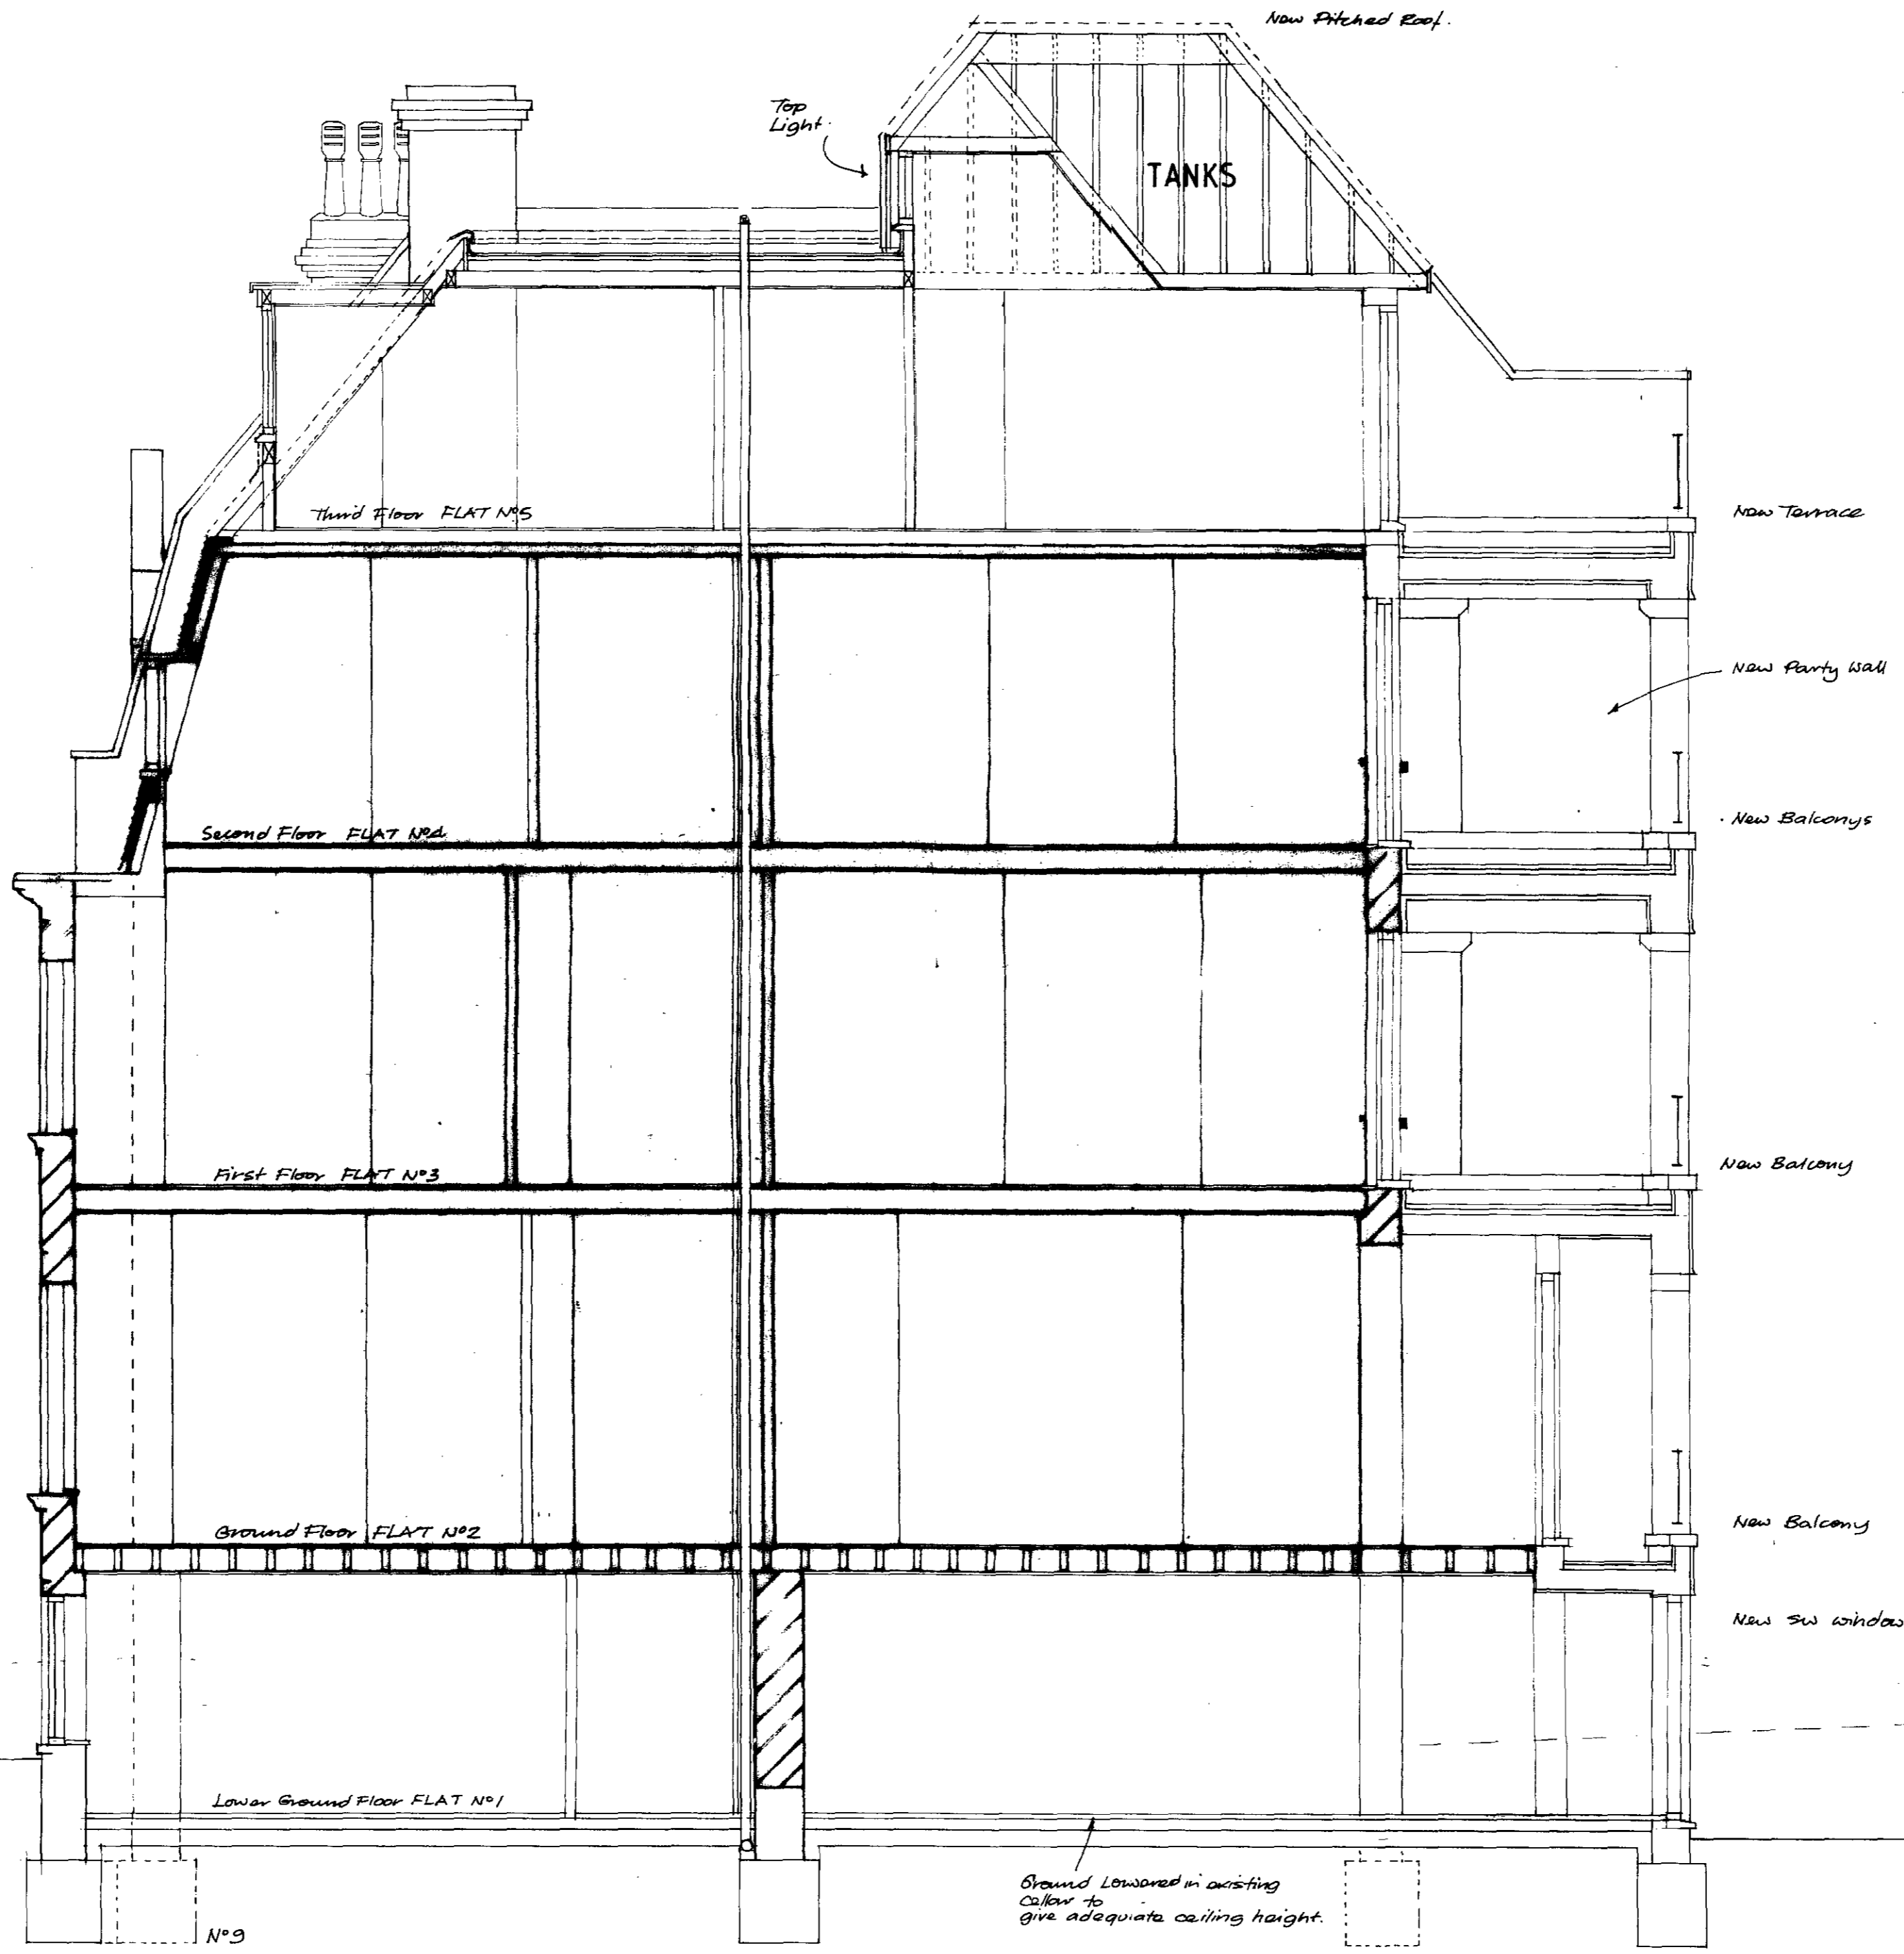 New Pitched Roof.
Top
Light.
TANKS
Third Floor FLAT Nº5
New Terrace
New Party Wall
Second Floor FLAT Nº4
New Balconys
First Floor FLAT Nº3
New Balcony
Ground Floor FLAT Nº2
New Balcony
New SW window
Lower Ground Floor FLAT Nº1
Ground Lowered in existing
cellar to
give adequiate ceiling height.
Nº9